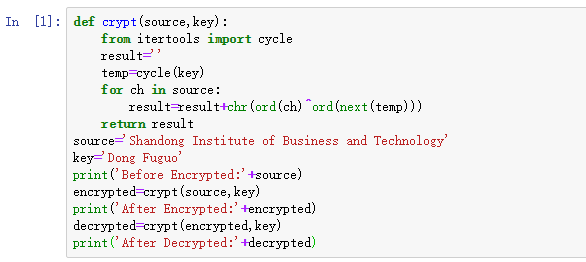 In [1]: def crypt(source,key):
    from itertools import cycle
    result=''
    temp=cycle(key)
    for ch in source:
        result=result+chr(ord(ch)^ord(next(temp)))
    return result
source='Shandong Institute of Business and Technology'
key='Dong Fuguo'
print('Before Encrypted:'+source)
encrypted=crypt(source,key)
print('After Encrypted:'+encrypted)
decrypted=crypt(encrypted,key)
print('After Decrypted:'+decrypted)